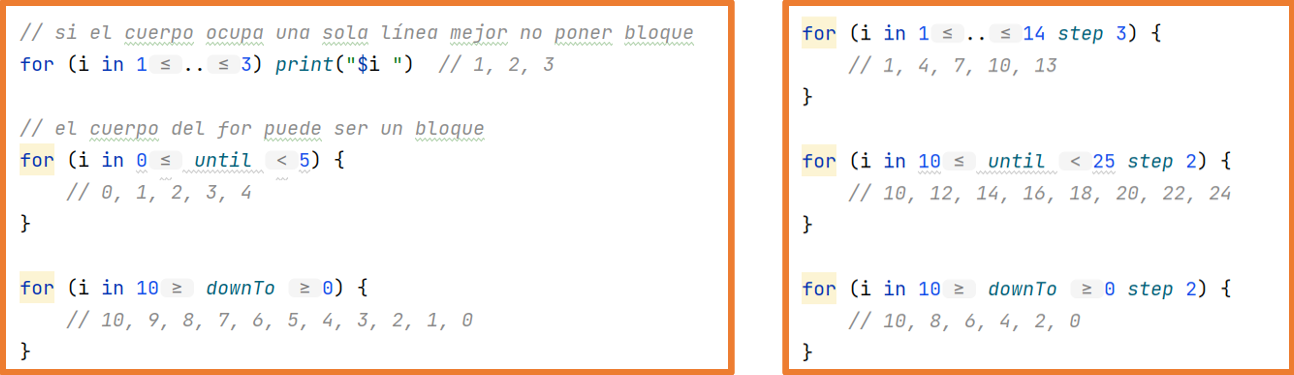 // si el cuerpo ocupa una sola línea mejor no poner bloque
for (i in 1 ≤ .. ≤ 3) print("$i ")  // 1, 2, 3
// el cuerpo del for puede ser un bloque
for (i in 0 ≤ until < 5) {
    // 0, 1, 2, 3, 4
}
for (i in 10 ≥ downTo ≥ 0) {
    // 10, 9, 8, 7, 6, 5, 4, 3, 2, 1, 0
}
for (i in 1 ≤ .. ≤ 14 step 3) {
    // 1, 4, 7, 10, 13
}
for (i in 10 ≤ until < 25 step 2) {
    // 10, 12, 14, 16, 18, 20, 22, 24
}
for (i in 10 ≥ downTo ≥ 0 step 2) {
    // 10, 8, 6, 4, 2, 0
}